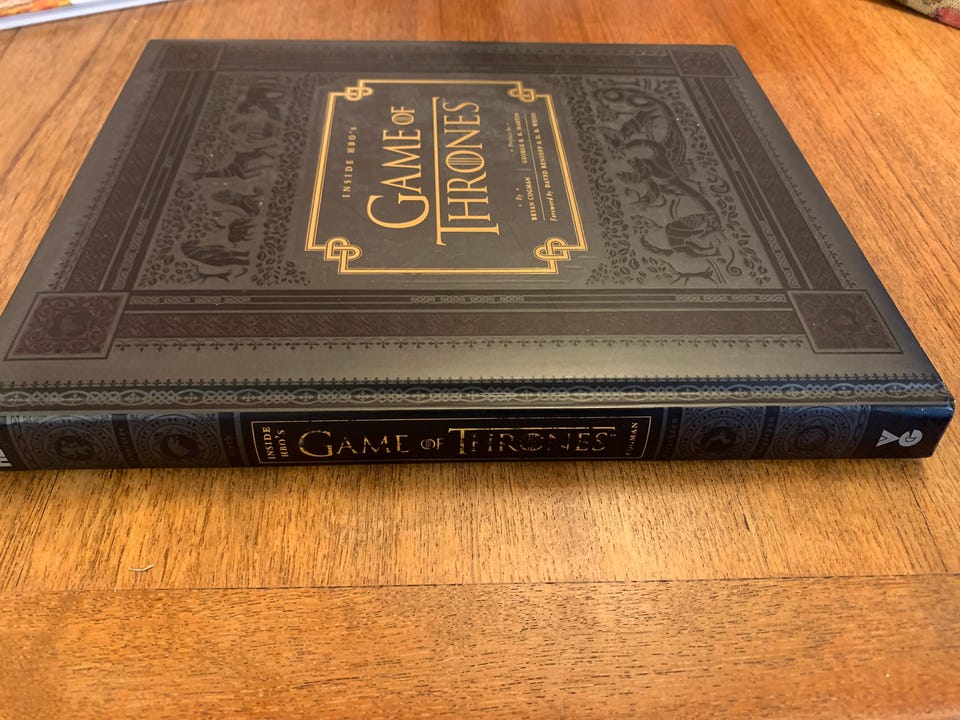 INSIDE HBO's
GAME OF
THRONES
By
BRYAN COGMAN
Preface by
GEORGE R. R. MARTIN
Foreword by DAVID BENIOFF & D. B. WEISS
INSIDE
HBO'S
GAME OF THRONES
COGMAN